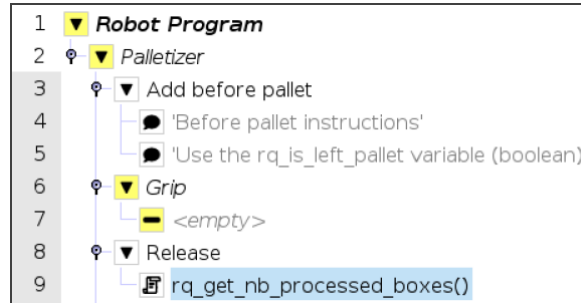 1 Robot Program
2 Palletizer
3 Add before pallet
4 'Before pallet instructions'
5 'Use the rq_is_left_pallet variable (boolean)
6 Grip
7 <empty>
8 Release
9 rq_get_nb_processed_boxes()